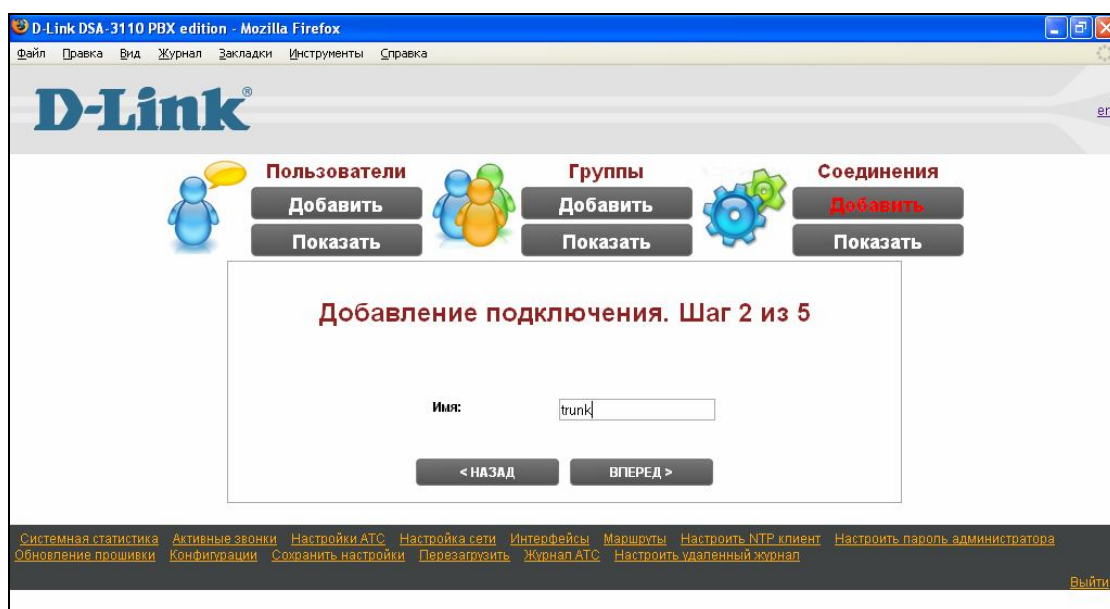 D-Link DSA-3110 PBX edition - Mozilla Firefox
Файл Правка Вид Журнал Закладки Инструменты Справка
D-Link®
Пользователи Группы Соединения
Добавить Добавить Добавить
Показать Показать Показать
Добавление подключения. Шаг 2 из 5
Имя: trunk
< НАЗАД ВПЕРЕД >
Системная статистика Активные звонки Настройки АТС Настройка сети Интерфейсы Маршруты Настроить NTP клиент Настроить пароль администратора
Обновление прошивки Конфигурации Сохранить настройки Перезагрузить Журнал АТС Настроить удаленный журнал
Выйти